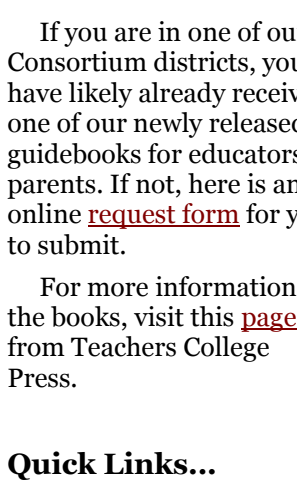 If you are in one of ou
Consortium districts, you
have likely already receiv
one of our newly released
guidebooks for educators
parents. If not, here is an
online request form for y
to submit.
For more information
the books, visit this page
from Teachers College
Press.
Quick Links...